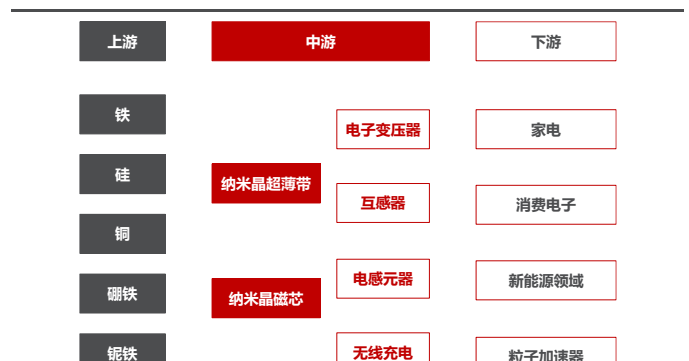 上游
中游
下游
铁
电子变压器
家电
硅
纳米晶超薄带
互感器
消费电子
铜
硼铁
纳米晶磁芯
电感元器
新能源领域
铌铁
无线充电
粒子加速器